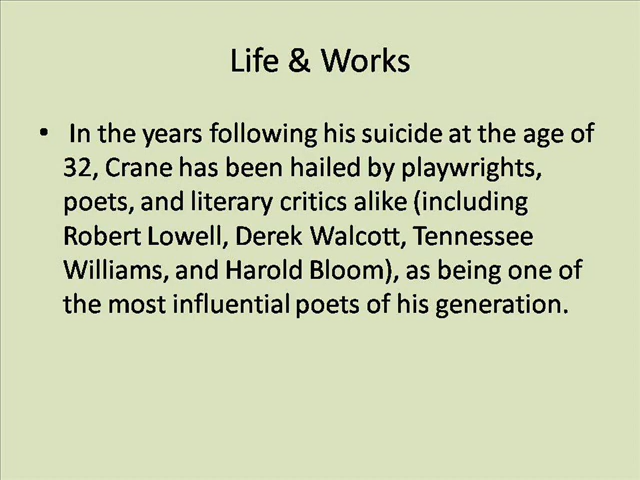 Life & Works
• In the years following his suicide at the age of
32, Crane has been hailed by playwrights,
poets, and literary critics alike (including
Robert Lowell, Derek Walcott, Tennessee
Williams, and Harold Bloom), as being one of
the most influential poets of his generation.